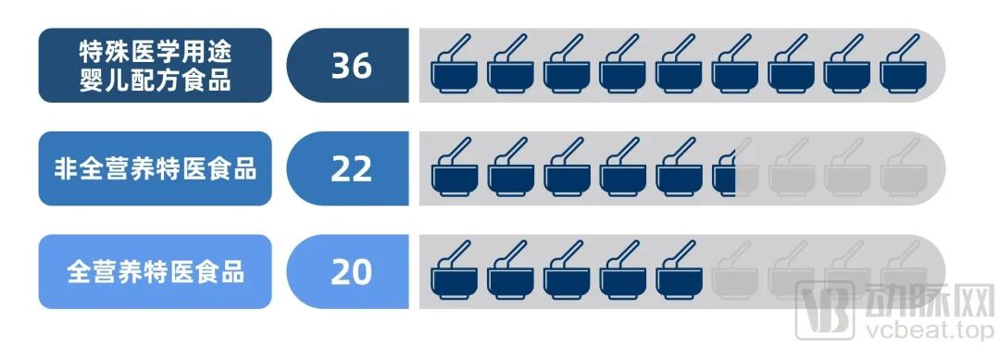 特殊医学用途
婴儿配方食品
36
非全营养特医食品
22
全营养特医食品
20
VB 动脉网
vcbeat.top